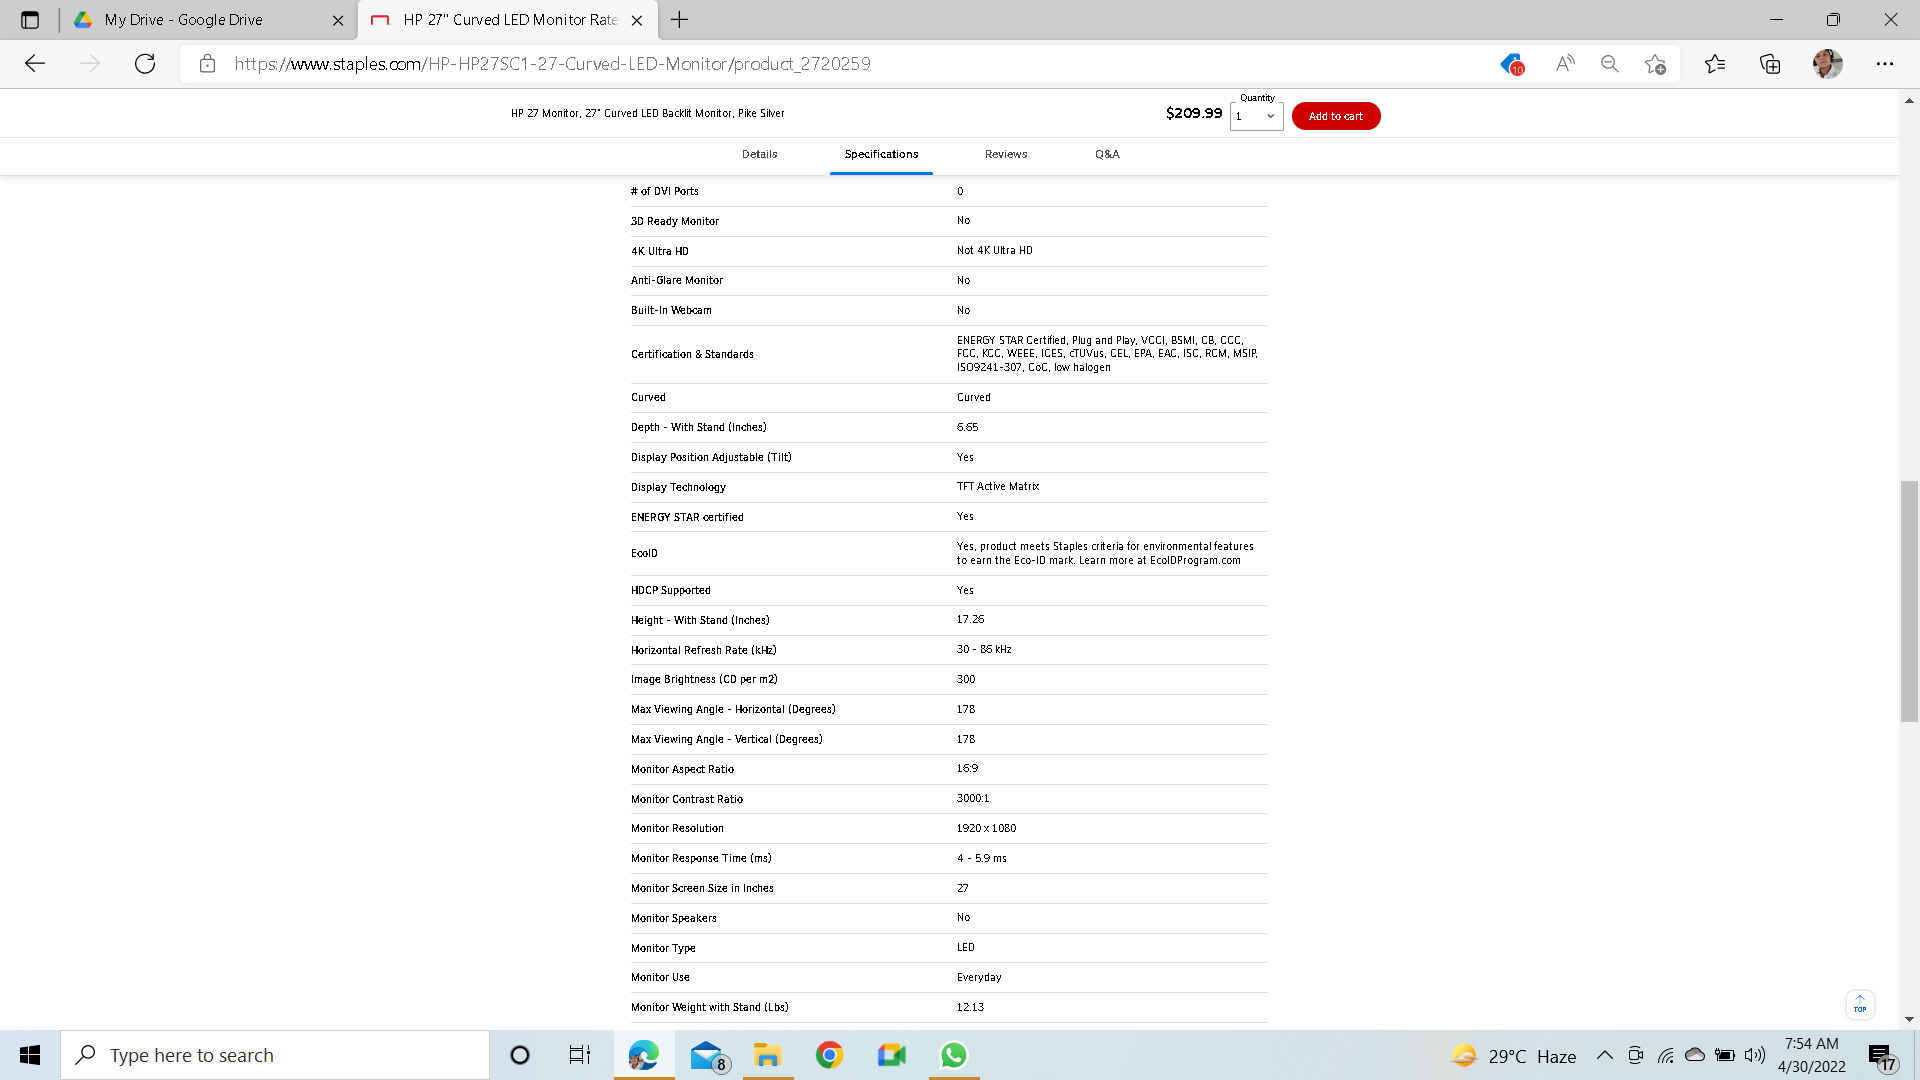 My Drive - Google Drive
HP 27" Curved LED Monitor Rate
https://www.staples.com/HP-HP27SC1-27-Curved-LED-Monitor/product_2720259
10
HP 27 Monitor, 27" Curved LED Backlit Monitor, Pike Silver
$209.99
Quantity
1
Add to cart
Details
Specifications
Reviews
Q&A
# of DVI Ports 0
3D Ready Monitor No
4K Ultra HD Not 4K Ultra HD
Anti-Glare Monitor No
Built-In Webcam No
Certification & Standards
ENERGY STAR Certified, Plug and Play, VCCI, BSMI, CB, CCC,
FCC, KCC, WEEE, ICES, cTUVus, CEL, EPA, EAC, ISC, RCM, MSIP,
ISO9241-307, CoC, low halogen
Curved Curved
Depth - With Stand (Inches) 6.65
Display Position Adjustable (Tilt) Yes
Display Technology TFT Active Matrix
ENERGY STAR certified Yes
EcoID
Yes, product meets Staples criteria for environmental features
to earn the Eco-ID mark. Learn more at EcoIDProgram.com
HDCP Supported Yes
Height - With Stand (Inches) 17.26
Horizontal Refresh Rate (kHz) 30 - 86 kHz
Image Brightness (CD per m2) 300
Max Viewing Angle - Horizontal (Degrees) 178
Max Viewing Angle - Vertical (Degrees) 178
Monitor Aspect Ratio 16:9
Monitor Contrast Ratio 3000:1
Monitor Resolution 1920 x 1080
Monitor Response Time (ms) 4 - 5.9 ms
Monitor Screen Size in Inches 27
Monitor Speakers No
Monitor Type LED
Monitor Use Everyday
Monitor Weight with Stand (Lbs) 12.13
TOP
Type here to search
8
29°C Haze
7:54 AM
4/30/2022
17